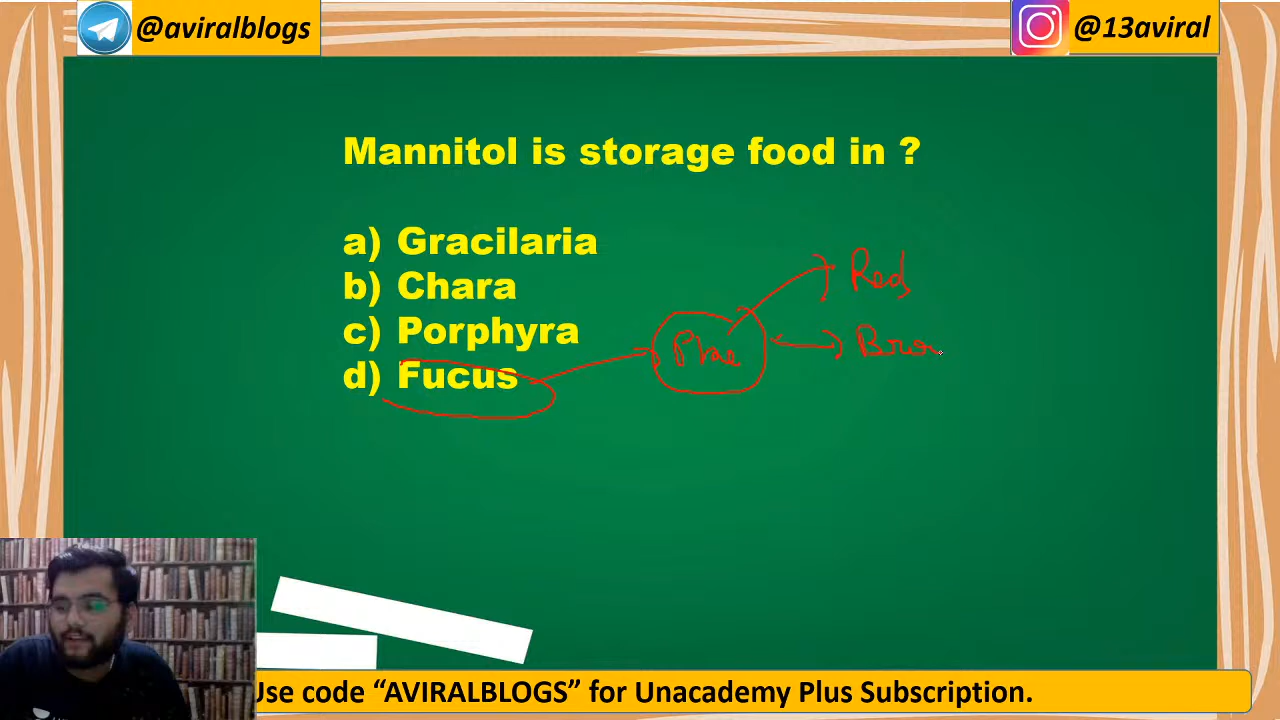 @aviralblogs
@13aviral
Mannitol is storage food in ?
a) Gracilaria
b) Chara
c) Porphyra
d) Fucus
Red
Phae
Brow
Use code “AVIRALBLOGS” for Unacademy Plus Subscription.